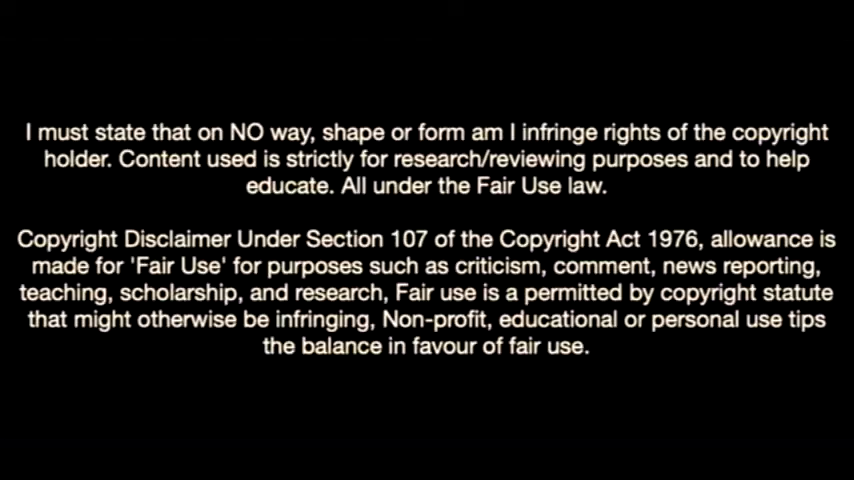 I must state that on NO way, shape or form am I infringe rights of the copyright
holder. Content used is strictly for research/reviewing purposes and to help
educate. All under the Fair Use law.
Copyright Disclaimer Under Section 107 of the Copyright Act 1976, allowance is
made for 'Fair Use' for purposes such as criticism, comment, news reporting,
teaching, scholarship, and research, Fair use is a permitted by copyright statute
that might otherwise be infringing, Non-profit, educational or personal use tips
the balance in favour of fair use.